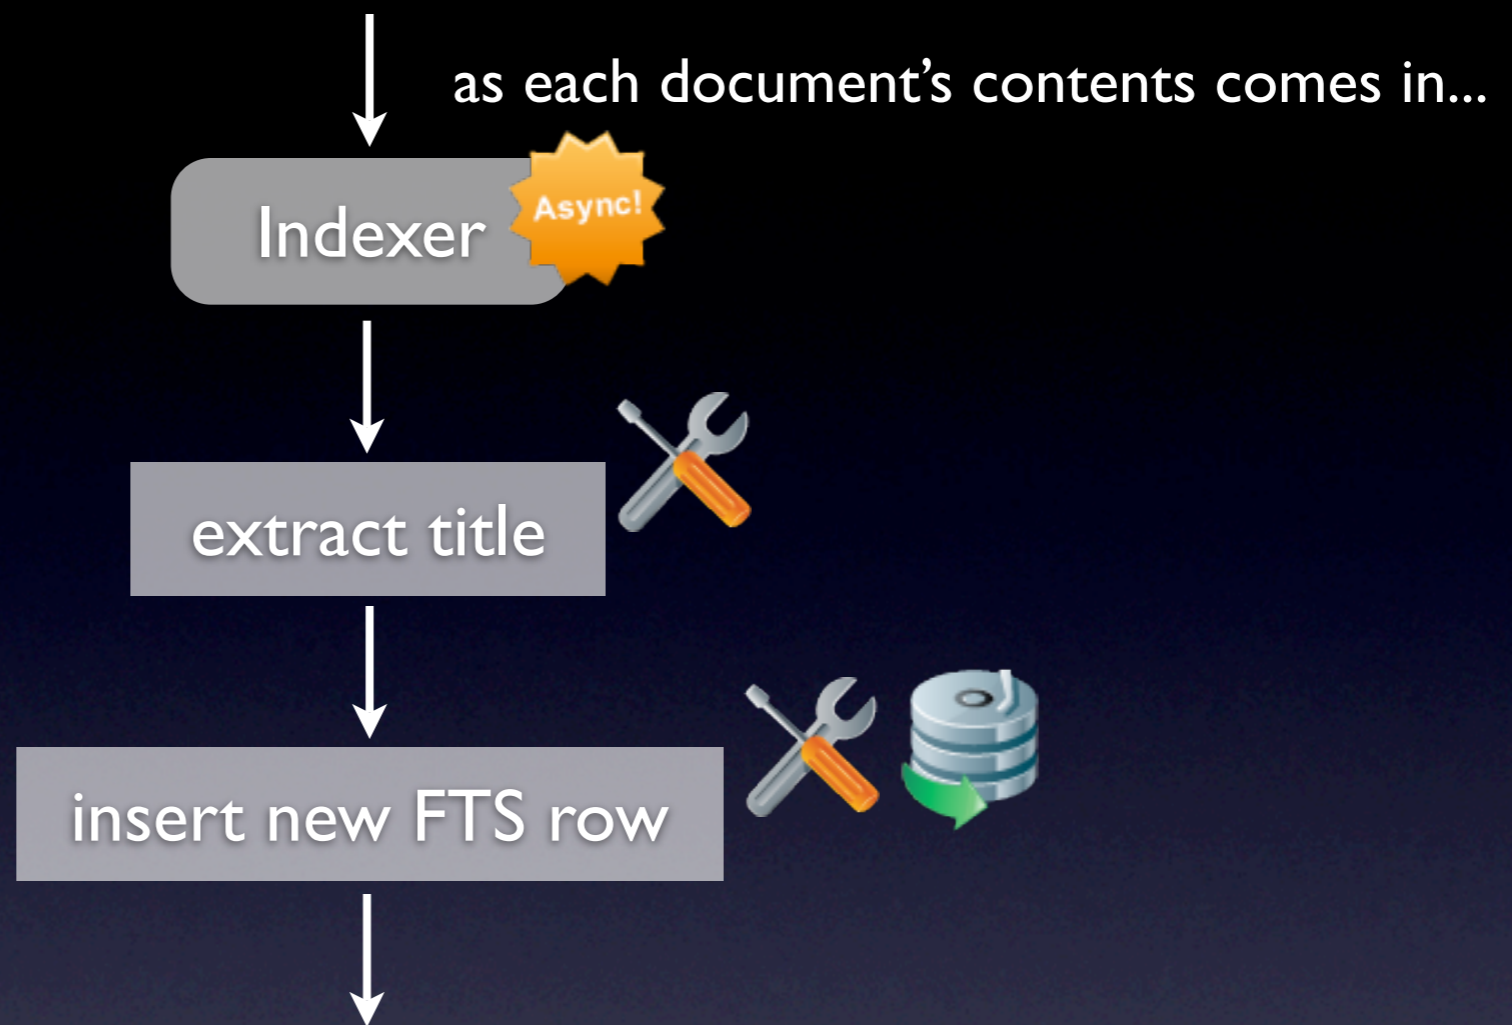 as each document’s contents comes in...
Indexer
Async!
extract title
insert new FTS row